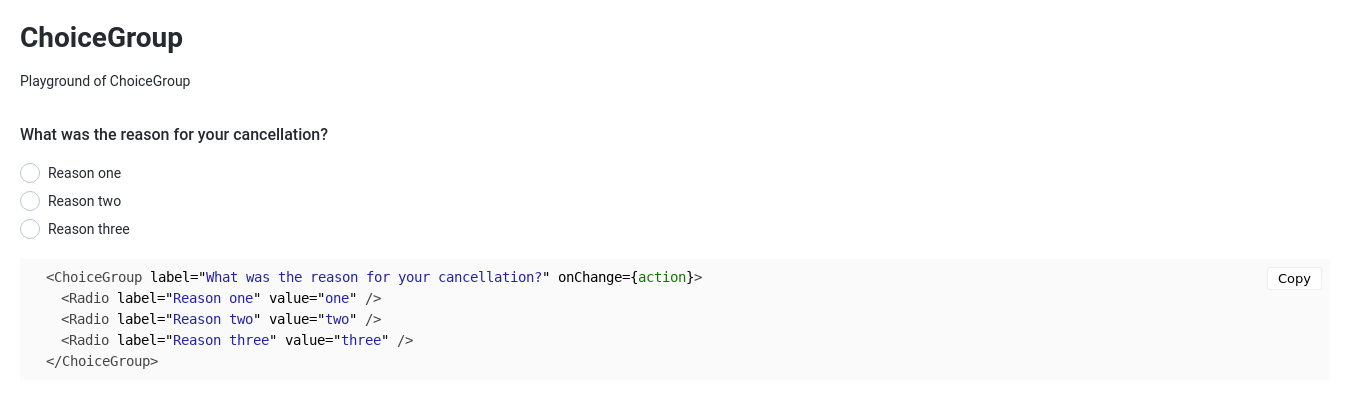 ChoiceGroup
Playground of ChoiceGroup
What was the reason for your cancellation?
Reason one
Reason two
Reason three
<ChoiceGroup label="What was the reason for your cancellation?" onChange={action}>
Copy
<Radio label="Reason one" value="one" />
<Radio label="Reason two" value="two" />
<Radio label="Reason three" value="three" />
</ChoiceGroup>